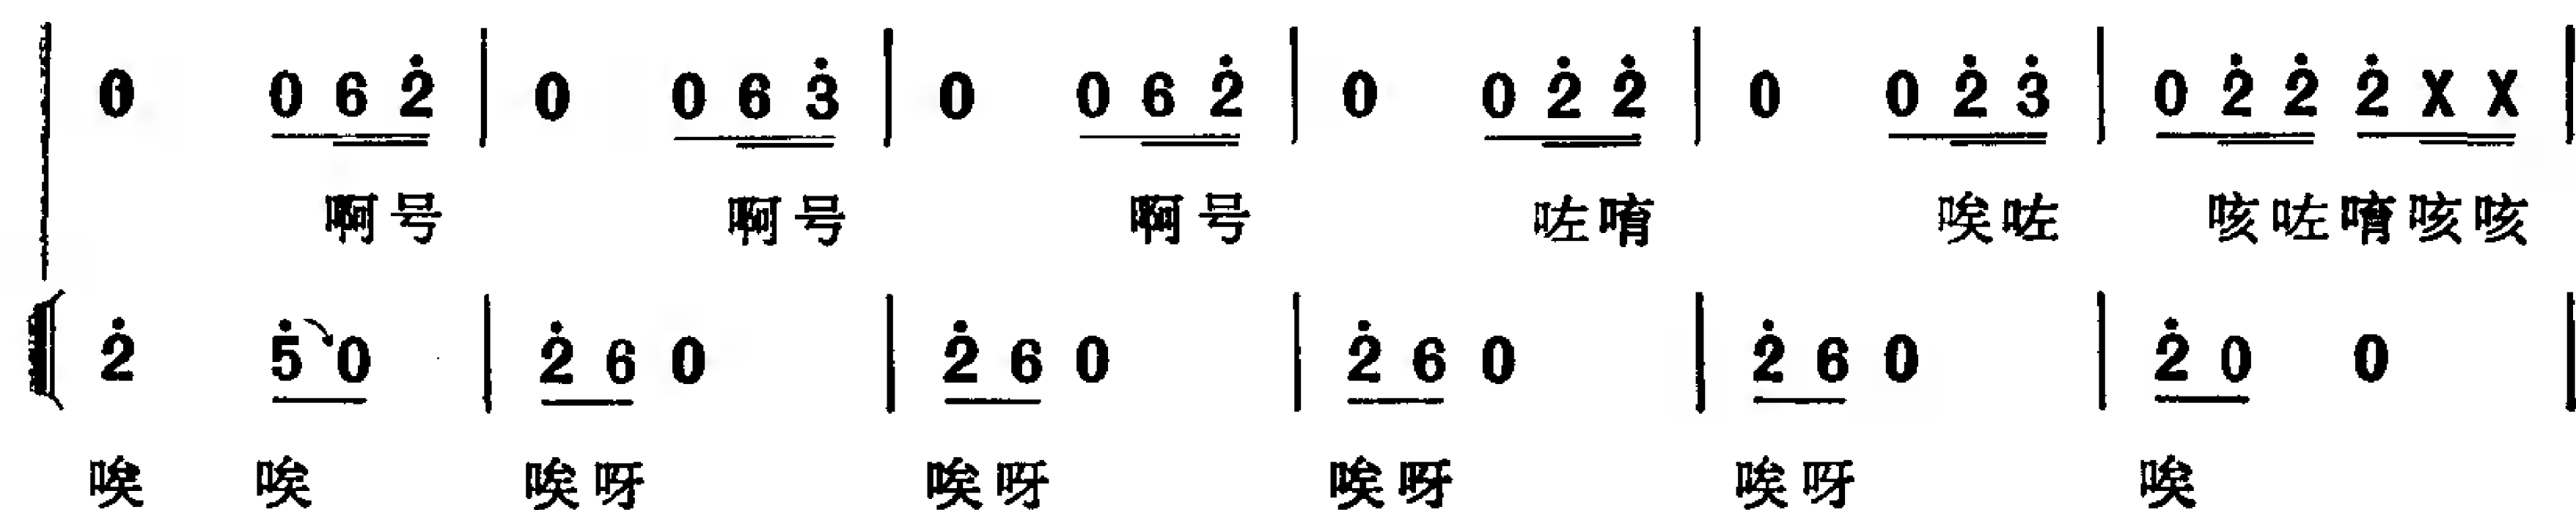 0 0 6 2̇ | 0 0 6 3̇ | 0 0 6 2̇ | 0 0 2̇ 2̇ | 0 0 2̇ 3̇ | 0 2̇ 2̇ 2̇ X X |
啊号 啊号 啊号 咗唷 唉咗 咳咗唷咳咳
2̇ 5̇ 0 | 2̇ 6 0 | 2̇ 6 0 | 2̇ 6 0 | 2̇ 6 0 | 2̇ 0 0 |
唉 唉 唉呀 唉呀 唉呀 唉呀 唉